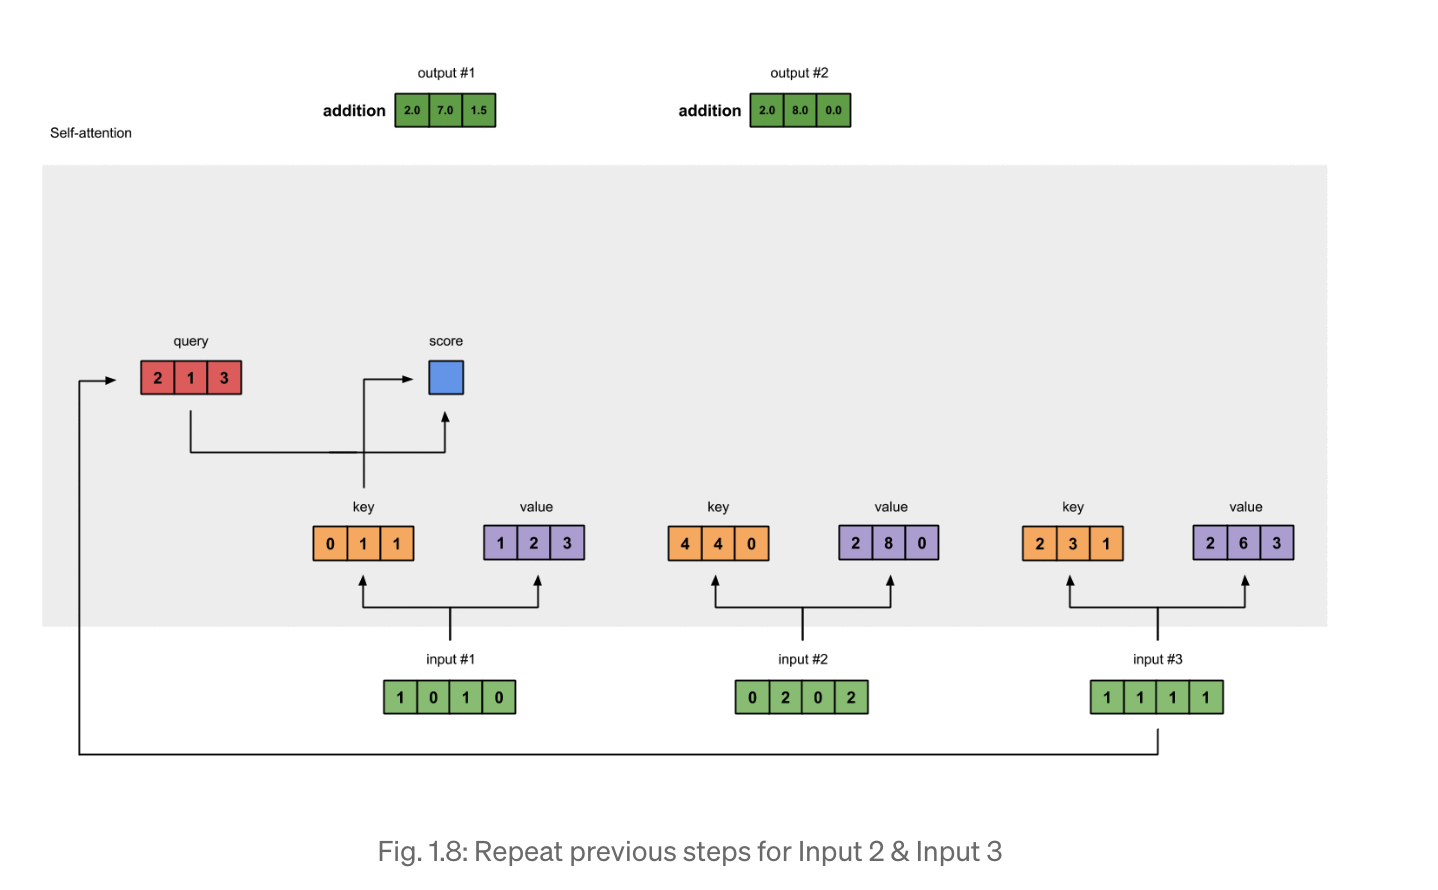 output #1
output #2
addition 2.0 7.0 1.5
addition 2.0 8.0 0.0
Self-attention
query
score
2 1 3
key
value
key
value
key
value
0 1 1
1 2 3
4 4 0
2 8 0
2 3 1
2 6 3
input #1
input #2
input #3
1 0 1 0
0 2 0 2
1 1 1 1
Fig. 1.8: Repeat previous steps for Input 2 & Input 3